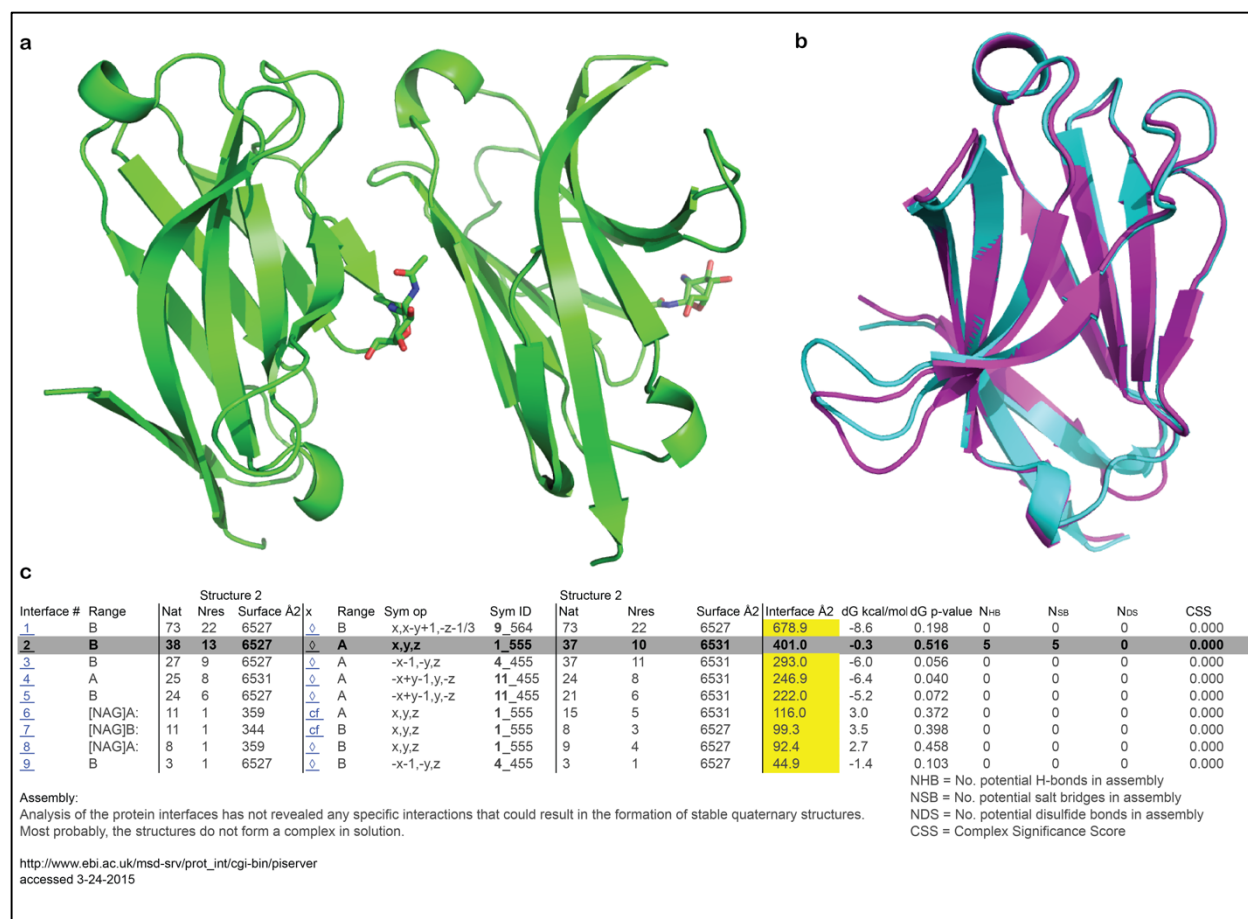 a
b
c
Structure 2 Structure 2
Interface # Range Nat Nres Surface Å2 x Range Sym op Sym ID Nat Nres Surface Å2 Interface Å2 dG kcal/mol dG p-value NHB NSB NDS CSS
1 B 73 22 6527 ◊ B x,x-y+1,-z-1/3 9_564 73 22 6527 678.9 -8.6 0.198 0 0 0 0.000
2 B 38 13 6527 ◊ A x,y,z 1_555 37 10 6531 401.0 -0.3 0.516 5 5 0 0.000
3 B 27 9 6527 ◊ A -x-1,-y,z 4_455 37 11 6531 293.0 -6.0 0.056 0 0 0 0.000
4 A 25 8 6531 ◊ A -x+y-1,y,-z 11_455 24 8 6531 246.9 -6.4 0.040 0 0 0 0.000
5 B 24 6 6527 ◊ B -x+y-1,y,-z 11_455 21 6 6527 222.0 -5.2 0.072 0 0 0 0.000
6 [NAG]A: 11 1 359 cf A x,y,z 1_555 15 5 6531 116.0 3.0 0.372 0 0 0 0.000
7 [NAG]B: 11 1 344 cf B x,y,z 1_555 8 3 6527 99.3 3.5 0.398 0 0 0 0.000
8 [NAG]A: 8 1 359 ◊ B x,y,z 1_555 9 4 6527 92.4 2.7 0.458 0 0 0 0.000
9 B 3 1 6527 ◊ B -x-1,-y,z 4_455 3 1 6527 44.9 -1.4 0.103 0 0 0 0.000
NHB = No. potential H-bonds in assembly
NSB = No. potential salt bridges in assembly
NDS = No. potential disulfide bonds in assembly
CSS = Complex Significance Score
Assembly:
Analysis of the protein interfaces has not revealed any specific interactions that could result in the formation of stable quaternary structures.
Most probably, the structures do not form a complex in solution.
http://www.ebi.ac.uk/msd-srv/prot_int/cgi-bin/piserver
accessed 3-24-2015